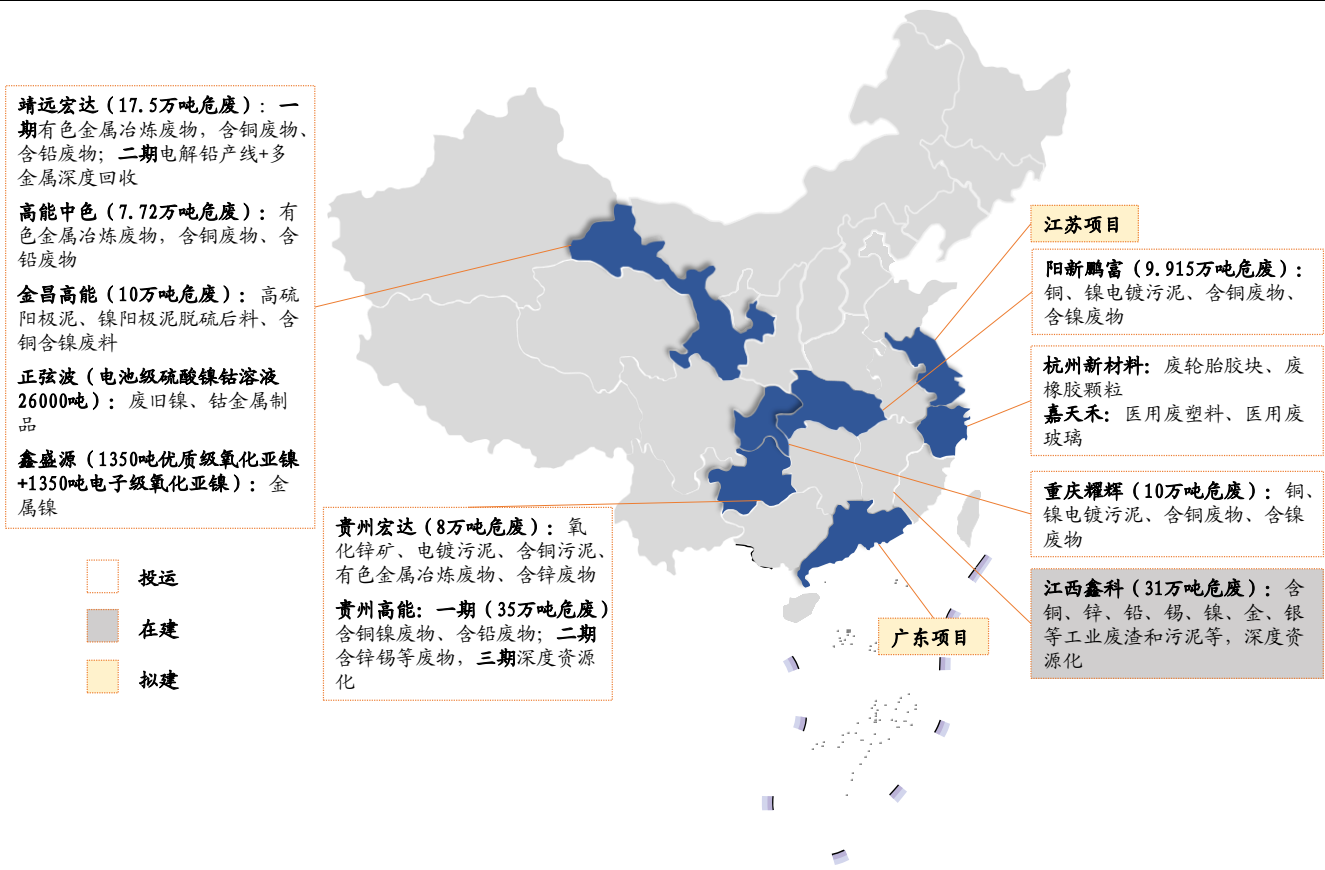 靖远宏达（17.5万吨危废）：一
期有色金属冶炼废物，含铜废物、
含铅废物；二期电解铅产线+多
金属深度回收
高能中色（7.72万吨危废）：有
色金属冶炼废物，含铜废物、含
铅废物
金昌高能（10万吨危废）：高硫
阳极泥、镍阳极泥脱硫后料、含
铜含镍废料
正弦波（电池级硫酸镍钴溶液
26000吨）：废旧镍、钴金属制
品
鑫盛源（1350吨优质级氧化亚镍
+1350吨电子级氧化亚镍）：金
属镍
投运
在建
拟建
贵州宏达（8万吨危废）：氧
化锌矿、电镀污泥、含铜污泥、
有色金属冶炼废物、含锌废物
贵州高能：一期（35万吨危废）
含铜镍废物、含铅废物；二期
含锌锡等废物，三期深度资源
化
江苏项目
阳新鹏富（9.915万吨危废）：
铜、镍电镀污泥、含铜废物、
含镍废物
杭州新材料：废轮胎胶块、废
橡胶颗粒
嘉天禾：医用废塑料、医用废
玻璃
重庆耀辉（10万吨危废）：铜、
镍电镀污泥、含铜废物、含镍
废物
江西鑫科（31万吨危废）：含
铜、锌、铅、锡、镍、金、银
等工业废渣和污泥等，深度资
源化
广东项目